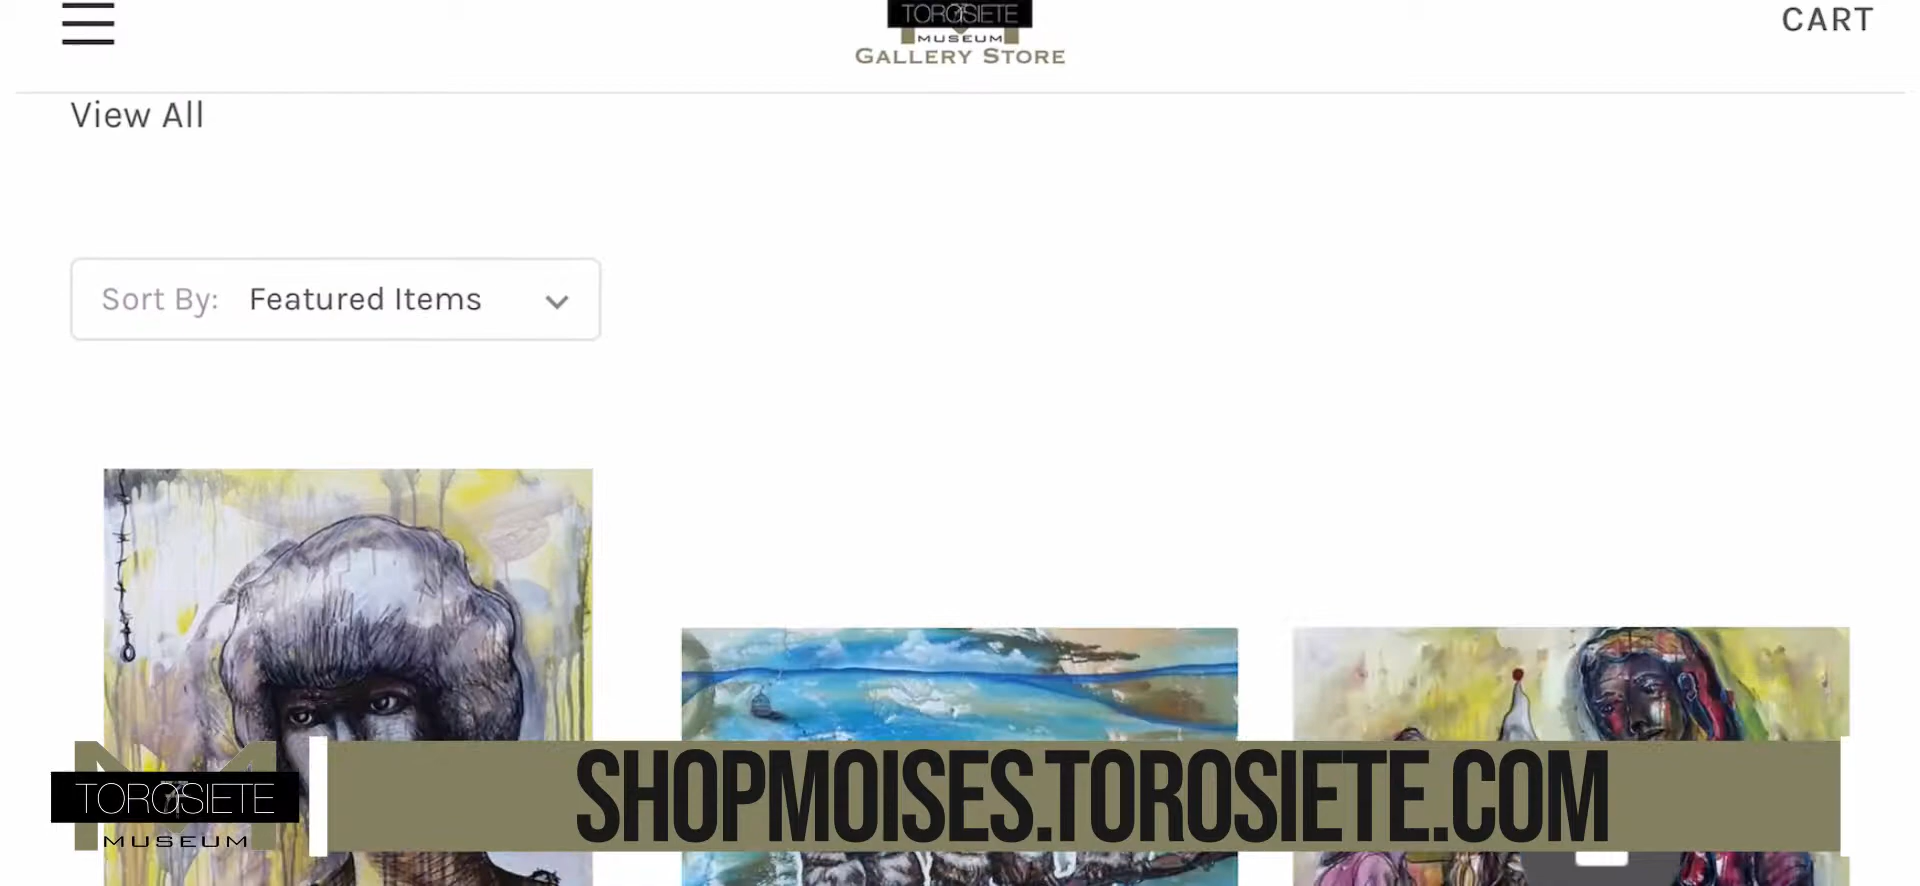 TOROSIETE
MUSEUM
GALLERY STORE
CART
View All
Sort By: Featured Items
TOROSIETE
MUSEUM
SHOPMOISES.TOROSIETE.COM